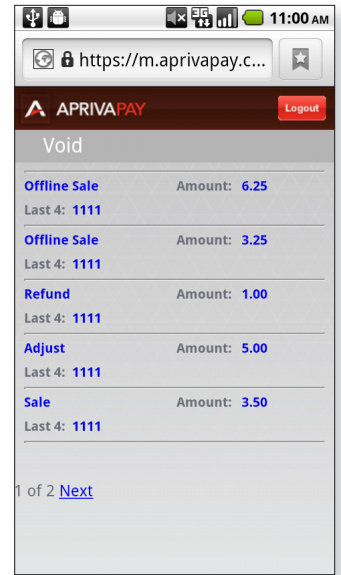 3G
11:00 AM
https://m.aprivapay.c...
APRIVAPAY
Logout
Void
Offline Sale Amount: 6.25
Last 4: 1111
Offline Sale Amount: 3.25
Last 4: 1111
Refund Amount: 1.00
Last 4: 1111
Adjust Amount: 5.00
Last 4: 1111
Sale Amount: 3.50
Last 4: 1111
1 of 2 Next